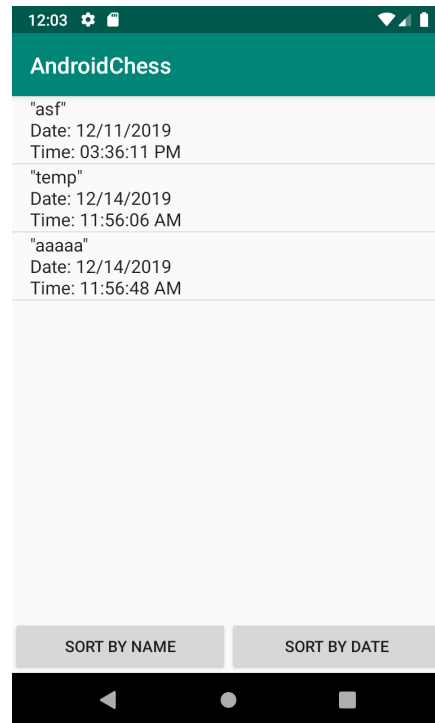 12:03
AndroidChess
"asf"
Date: 12/11/2019
Time: 03:36:11 PM
"temp"
Date: 12/14/2019
Time: 11:56:06 AM
"aaaaa"
Date: 12/14/2019
Time: 11:56:48 AM
SORT BY NAME
SORT BY DATE